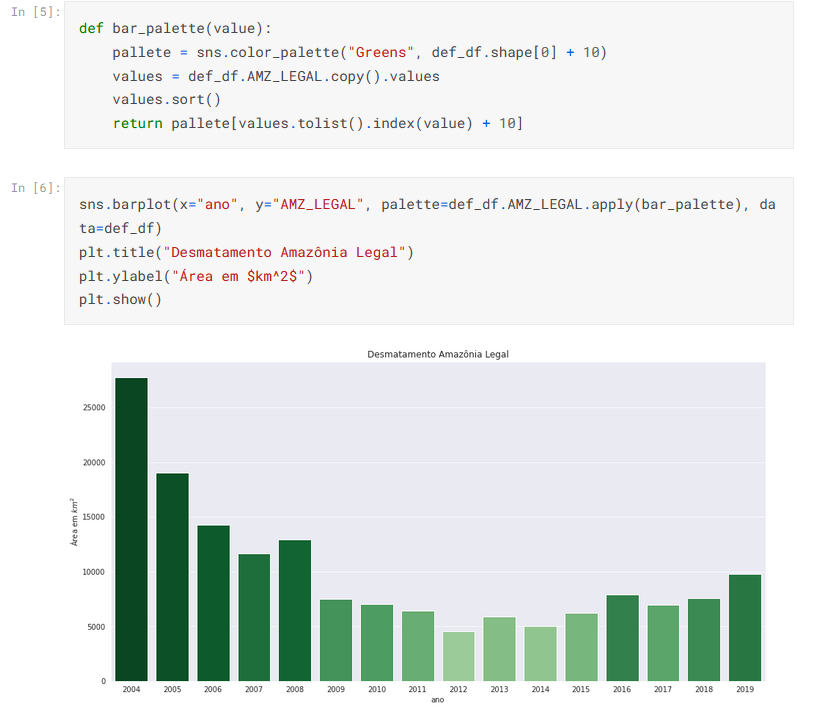 In [5]:
def bar_palette(value):
    pallete = sns.color_palette("Greens", def_df.shape[0] + 10)
    values = def_df.AMZ_LEGAL.copy().values
    values.sort()
    return pallete[values.tolist().index(value) + 10]
In [6]:
sns.barplot(x="ano", y="AMZ_LEGAL", palette=def_df.AMZ_LEGAL.apply(bar_palette), da
ta=def_df)
plt.title("Desmatamento Amazônia Legal")
plt.ylabel("Área em $km^2$")
plt.show()
Desmatamento Amazônia Legal
25000
20000
15000
10000
5000
0
Área em km²
2004 2005 2006 2007 2008 2009 2010 2011 2012 2013 2014 2015 2016 2017 2018 2019
ano